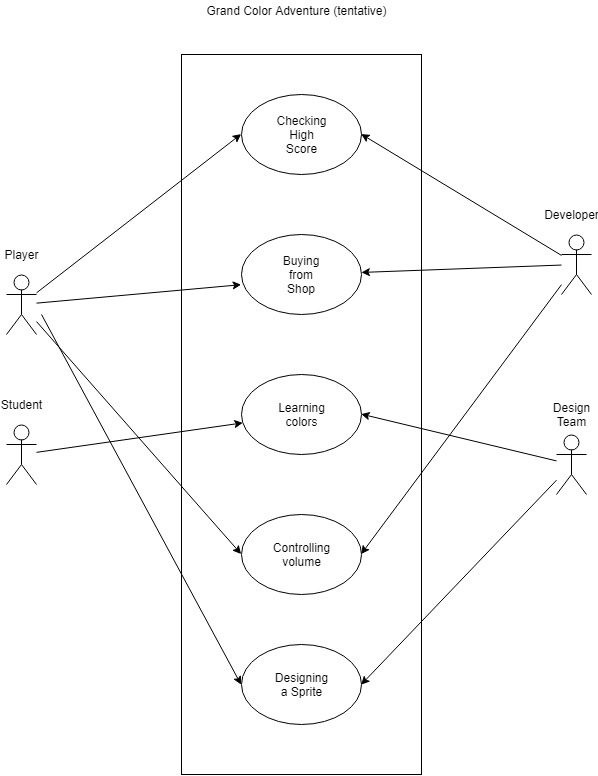 Grand Color Adventure (tentative)
Checking
High
Score
Developer
Player
Buying
from
Shop
Student
Learning
colors
Design
Team
Controlling
volume
Designing
a Sprite